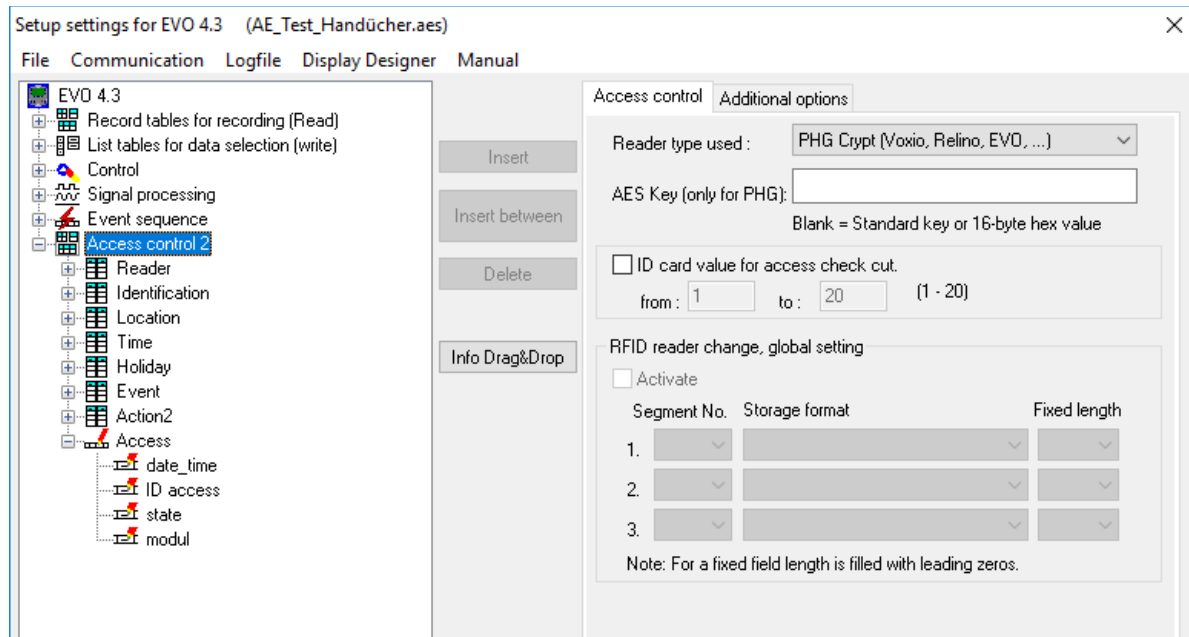 Setup settings for EVO 4.3 (AE_Test_Handücher.aes)
File Communication Logfile Display Designer Manual
EVO 4.3
Record tables for recording (Read)
List tables for data selection (write)
Control
Signal processing
Event sequence
Access control 2
Reader
Identification
Location
Time
Holiday
Event
Action2
Access
date_time
ID access
state
modul
Insert
Insert between
Delete
Info Drag&Drop
Access control Additional options
Reader type used : PHG Crypt (Voxio, Relino, EVO, ...)
AES Key (only for PHG):
Blank = Standard key or 16-byte hex value
ID card value for access check cut.
from : 1 to : 20 (1 - 20)
RFID reader change, global setting
Activate
Segment No. Storage format Fixed length
1.
2.
3.
Note: For a fixed field length is filled with leading zeros.